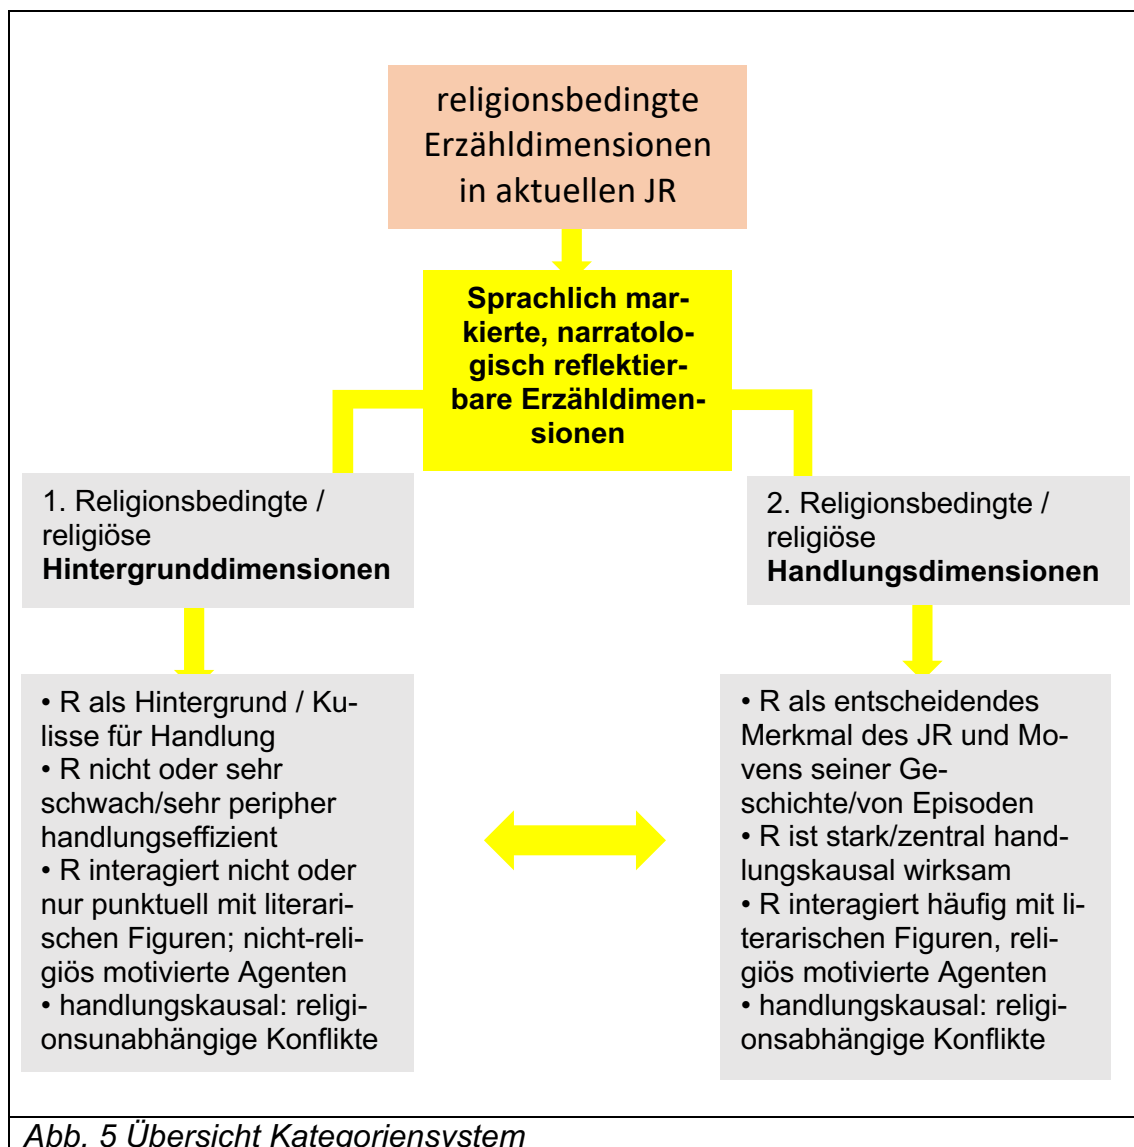 religionsbedingte
Erzähldimensionen
in aktuellen JR
Sprachlich mar-
kierte, narratolo-
gisch reflektier-
bare Erzähldimen-
sionen
1. Religionsbedingte /
religiöse
Hintergrunddimensionen
2. Religionsbedingte /
religiöse
Handlungsdimensionen
• R als Hintergrund / Ku-
lisse für Handlung
• R nicht oder sehr
schwach/sehr peripher
handlungseffizient
• R interagiert nicht oder
nur punktuell mit literari-
schen Figuren; nicht-reli-
giös motivierte Agenten
• handlungskausal: religi-
onsunabhängige Konflikte
• R als entscheidendes
Merkmal des JR und Mo-
vens seiner Ge-
schichte/von Episoden
• R ist stark/zentral hand-
lungskausal wirksam
• R interagiert häufig mit li-
terarischen Figuren, reli-
giös motivierte Agenten
• handlungskausal: religi-
onsabhängige Konflikte
Abb. 5 Übersicht Kategoriensystem